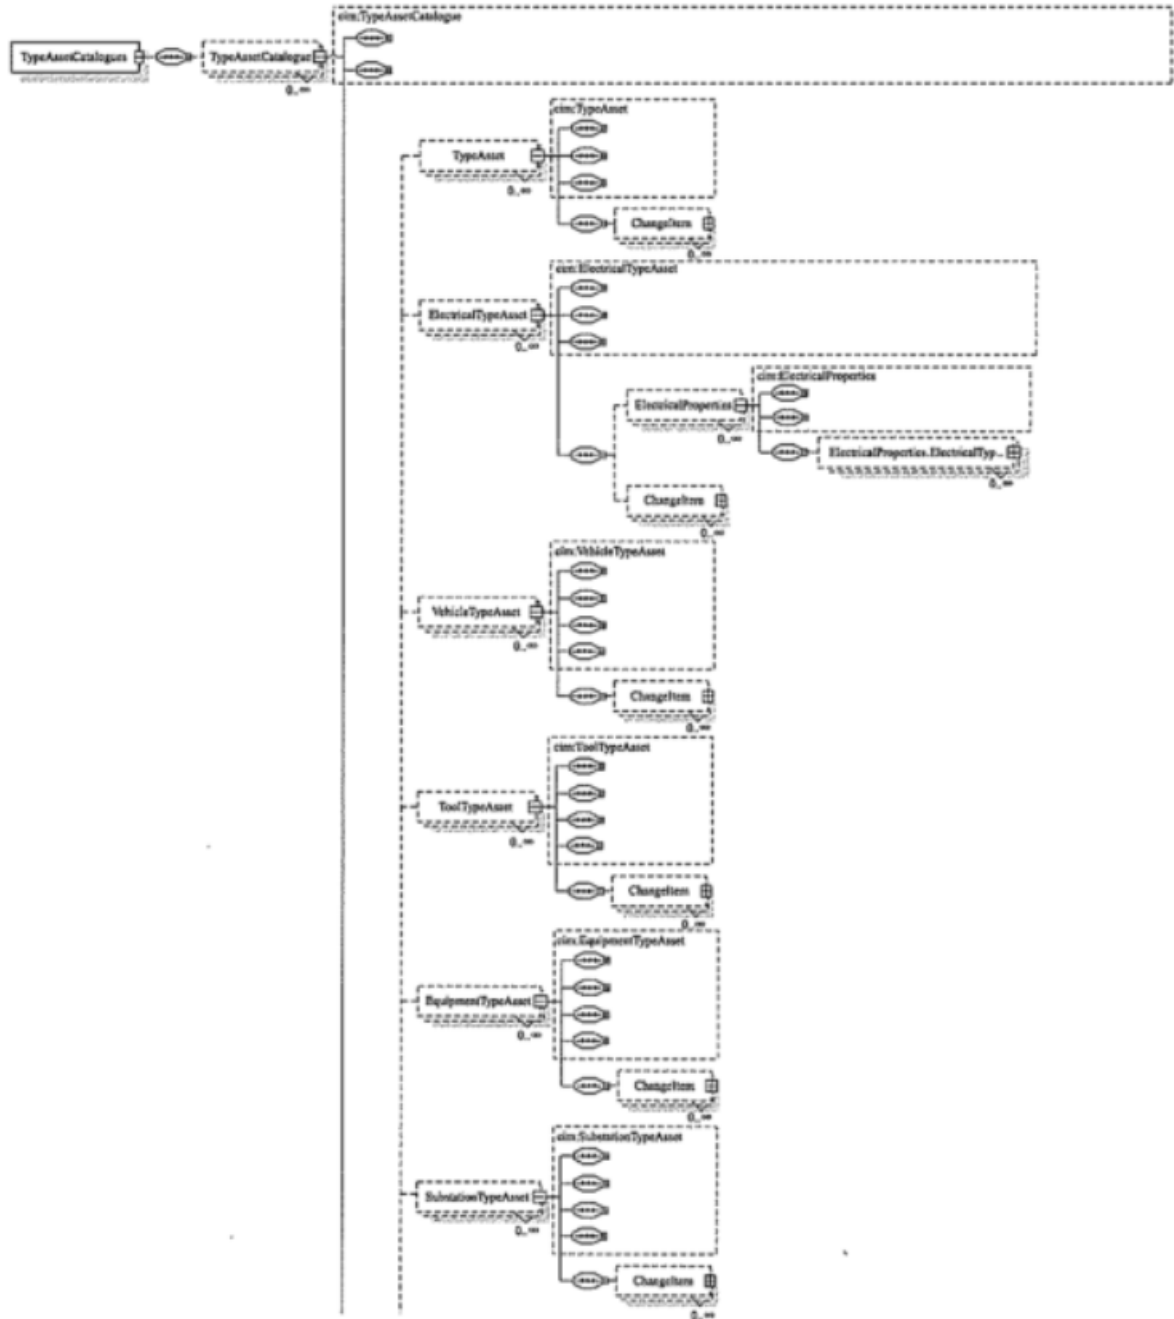 cim:TypeAssetCatalogue
TypeAssetCatalogues
TypeAssetCatalogue
0..∞
cim:TypeAsset
TypeAsset
0..∞
ChangeItem
0..∞
cim:ElectricalTypeAsset
ElectricalTypeAsset
0..∞
cim:ElectricalProperties
ElectricalProperties
0..∞
ElectricalProperties.ElectricalTyp...
0..∞
ChangeItem
0..∞
cim:VehicleTypeAsset
VehicleTypeAsset
0..∞
ChangeItem
0..∞
cim:ToolTypeAsset
ToolTypeAsset
0..∞
ChangeItem
0..∞
cim:EquipmentTypeAsset
EquipmentTypeAsset
0..∞
ChangeItem
0..∞
cim:SubstationTypeAsset
SubstationTypeAsset
0..∞
ChangeItem
0..∞